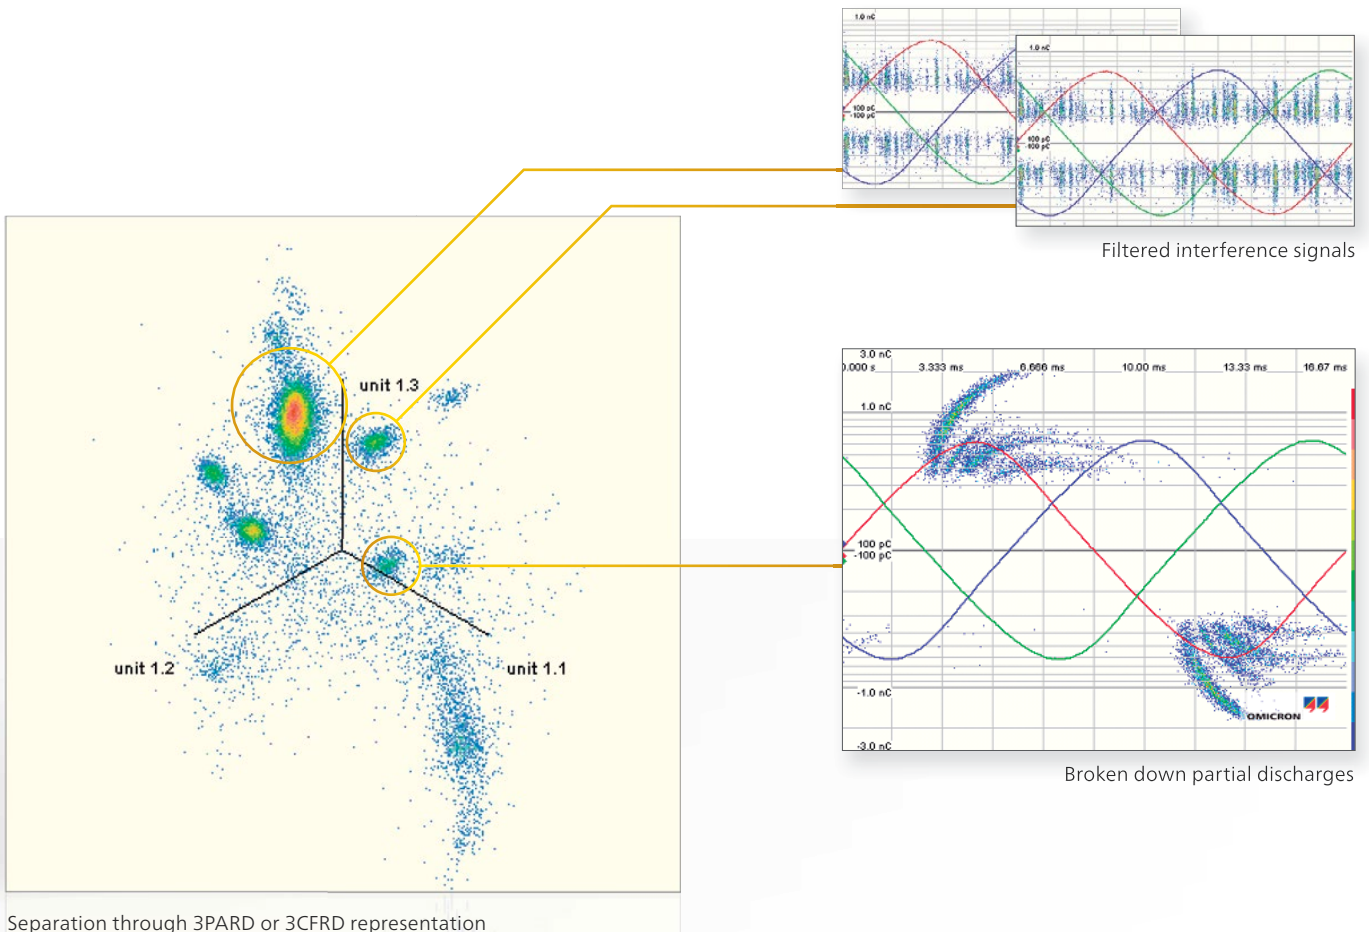 1.0 nC
100 pC
-100 pC
1.0 nC
100 pC
-100 pC
Filtered interference signals
unit 1.3
unit 1.2
unit 1.1
Separation through 3PARD or 3CFRD representation
3.0 nC
0.000 s 3.333 ms 6.666 ms 10.00 ms 13.33 ms 16.67 ms
1.0 nC
100 pC
-100 pC
-1.0 nC
OMICRON
-3.0 nC
Broken down partial discharges